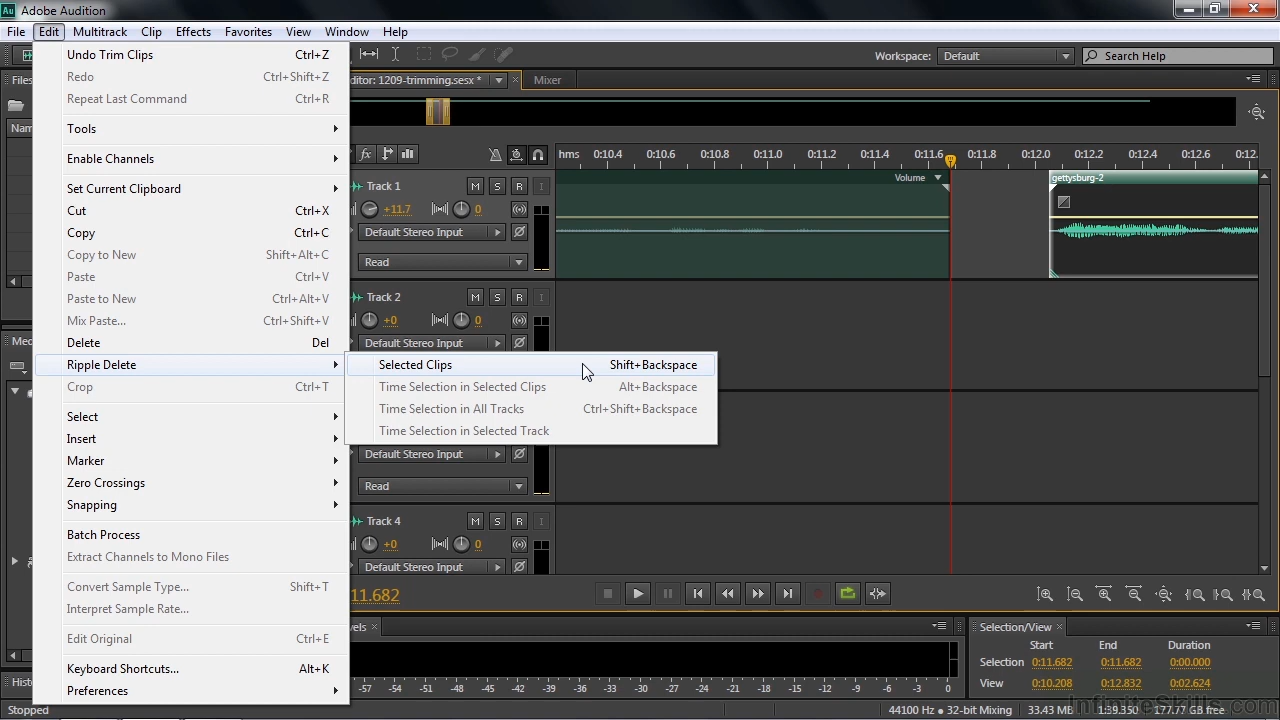 Au Adobe Audition
File Edit Multitrack Clip Effects Favorites View Window Help
Undo Trim Clips Ctrl+Z
Redo Ctrl+Shift+Z
Repeat Last Command Ctrl+R
Tools
Enable Channels
Set Current Clipboard
Cut Ctrl+X
Copy Ctrl+C
Copy to New Shift+Alt+C
Paste Ctrl+V
Paste to New Ctrl+Alt+V
Mix Paste... Ctrl+Shift+V
Delete Del
Ripple Delete
Crop Ctrl+T
Select
Insert
Marker
Zero Crossings
Snapping
Batch Process
Extract Channels to Mono Files
Convert Sample Type... Shift+T
Interpret Sample Rate...
Edit Original Ctrl+E
Keyboard Shortcuts... Alt+K
Preferences
Selected Clips Shift+Backspace
Time Selection in Selected Clips Alt+Backspace
Time Selection in All Tracks Ctrl+Shift+Backspace
Time Selection in Selected Track
Workspace: Default Search Help
Files
Nam
Med
Hist
ditor: 1209-trimming.sesx * × Mixer
fx
hms 0:10.4 0:10.6 0:10.8 0:11.0 0:11.2 0:11.4 0:11.6 0:11.8 0:12.0 0:12.2 0:12.4 0:12.6 0:12.
Track 1 M S R I
+11.7 0
Default Stereo Input
Read
Volume
gettysburg-2
Track 2 M S R I
+0 0
Default Stereo Input
Default Stereo Input
Read
Track 4 M S R I
+0 0
Default Stereo Input
11.682
vels ×
-57 -54 -51 -48 -45 -42 -39 -36 -33 -30 -27 -24 -21 -18 -15 -12 -9 -6 -3 0
Selection/View ×
Start End Duration
Selection 0:11.682 0:11.682 0:00.000
View 0:10.208 0:12.832 0:02.624
Stopped
44100 Hz • 32-bit Mixing 33.43 MB 1:39.350 177.77 GB free
InfiniteSkills.com